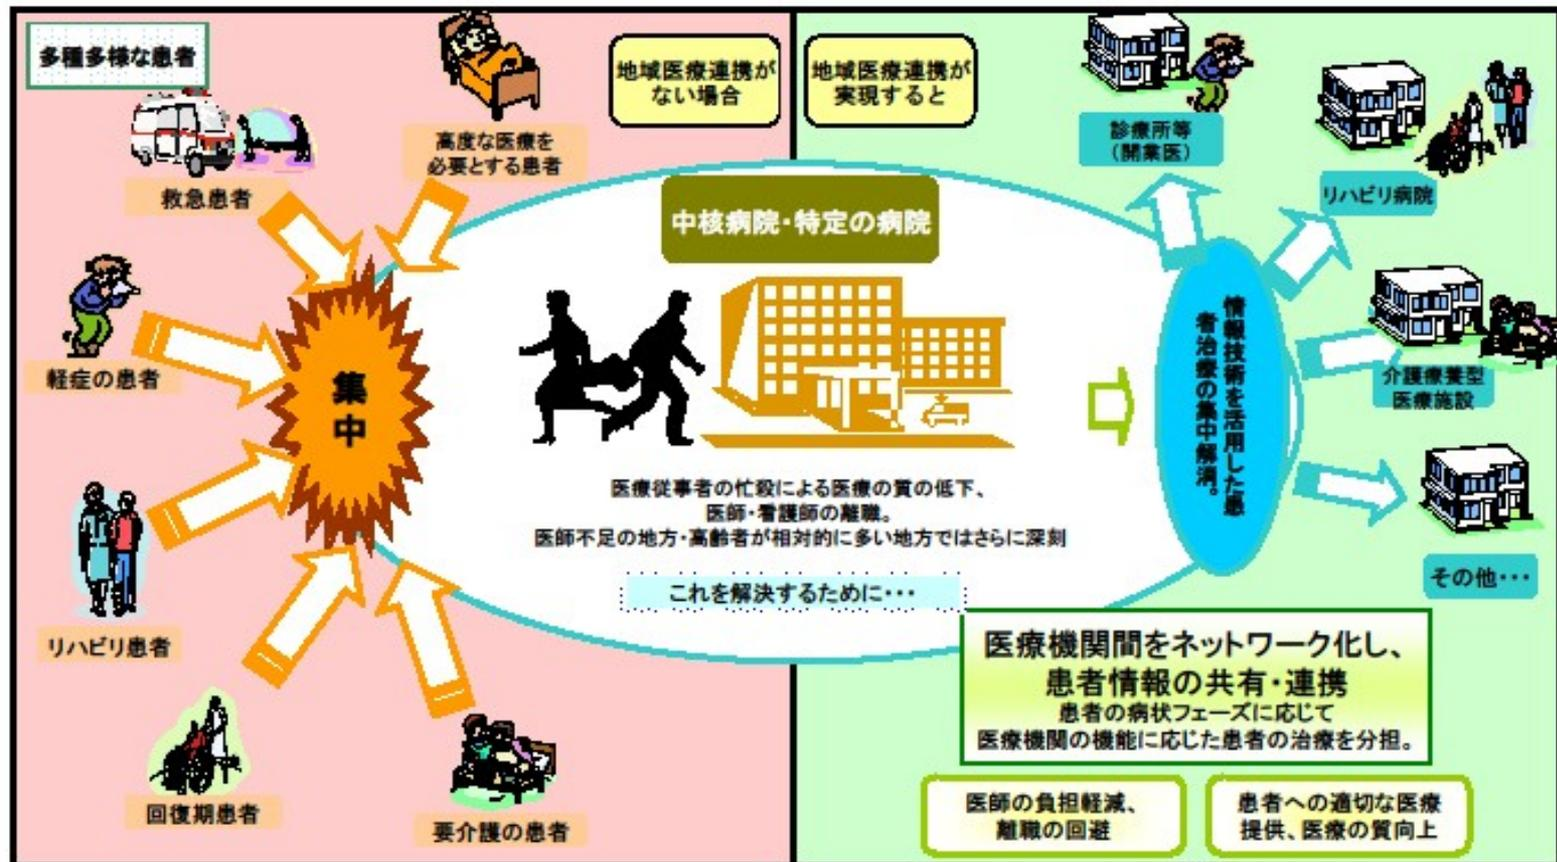 多種多様な患者
救急患者
高度な医療を
必要とする患者
軽症の患者
リハビリ患者
回復期患者
要介護の患者
集
中
地域医療連携が
ない場合
地域医療連携が
実現すると
中核病院・特定の病院
医療従事者の忙殺による医療の質の低下、
医師・看護師の離職。
医師不足の地方・高齢者が相対的に多い地方ではさらに深刻
これを解決するために・・・
情報技術を活用した患
者治療の集中解消。
診療所等
(開業医)
リハビリ病院
介護療養型
医療施設
その他・・・
医療機関間をネットワーク化し、
患者情報の共有・連携
患者の病状フェーズに応じて
医療機関の機能に応じた患者の治療を分担。
医師の負担軽減、
離職の回避
患者への適切な医療
提供、医療の質向上